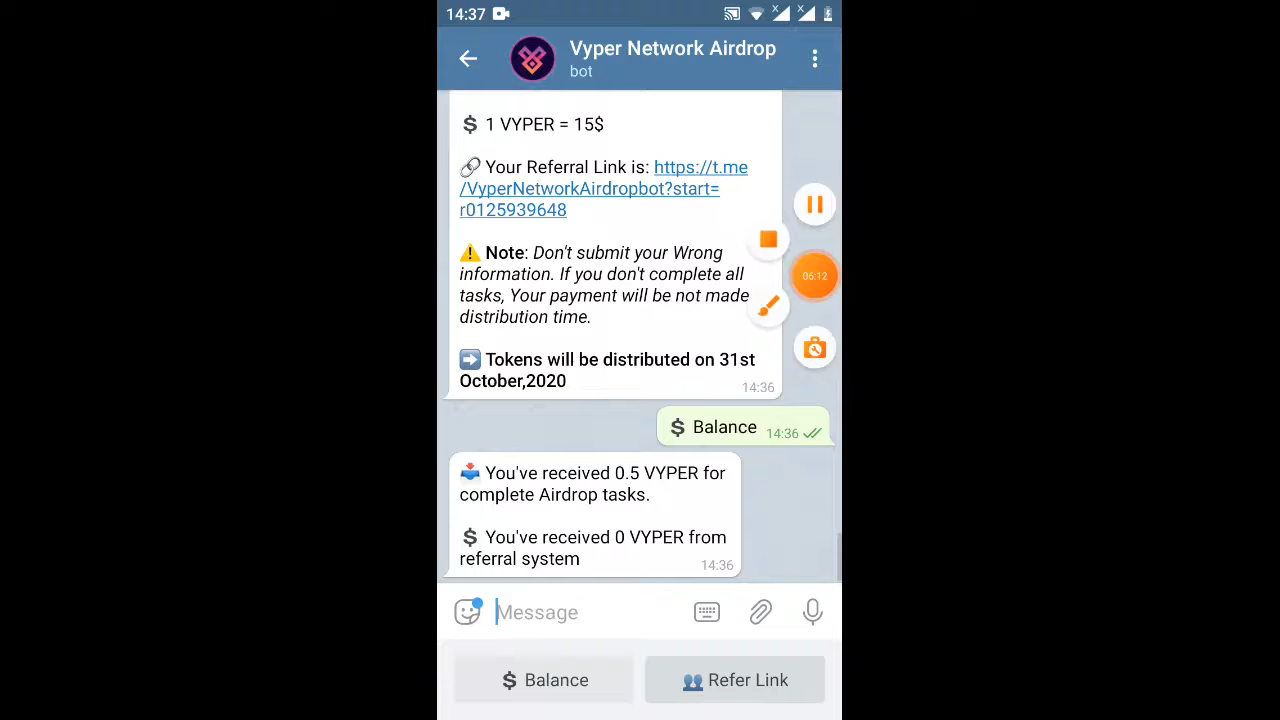 14:37
Vyper Network Airdrop
bot
$ 1 VYPER = 15$
Your Referral Link is: https://t.me
/VyperNetworkAirdropbot?start=
r0125939648
Note: Don't submit your Wrong
information. If you don't complete all
tasks, Your payment will be not made
distribution time.
Tokens will be distributed on 31st
October,2020
14:36
$ Balance 14:36
You've received 0.5 VYPER for
complete Airdrop tasks.
$ You've received 0 VYPER from
referral system
14:36
06:12
Message
$ Balance
Refer Link